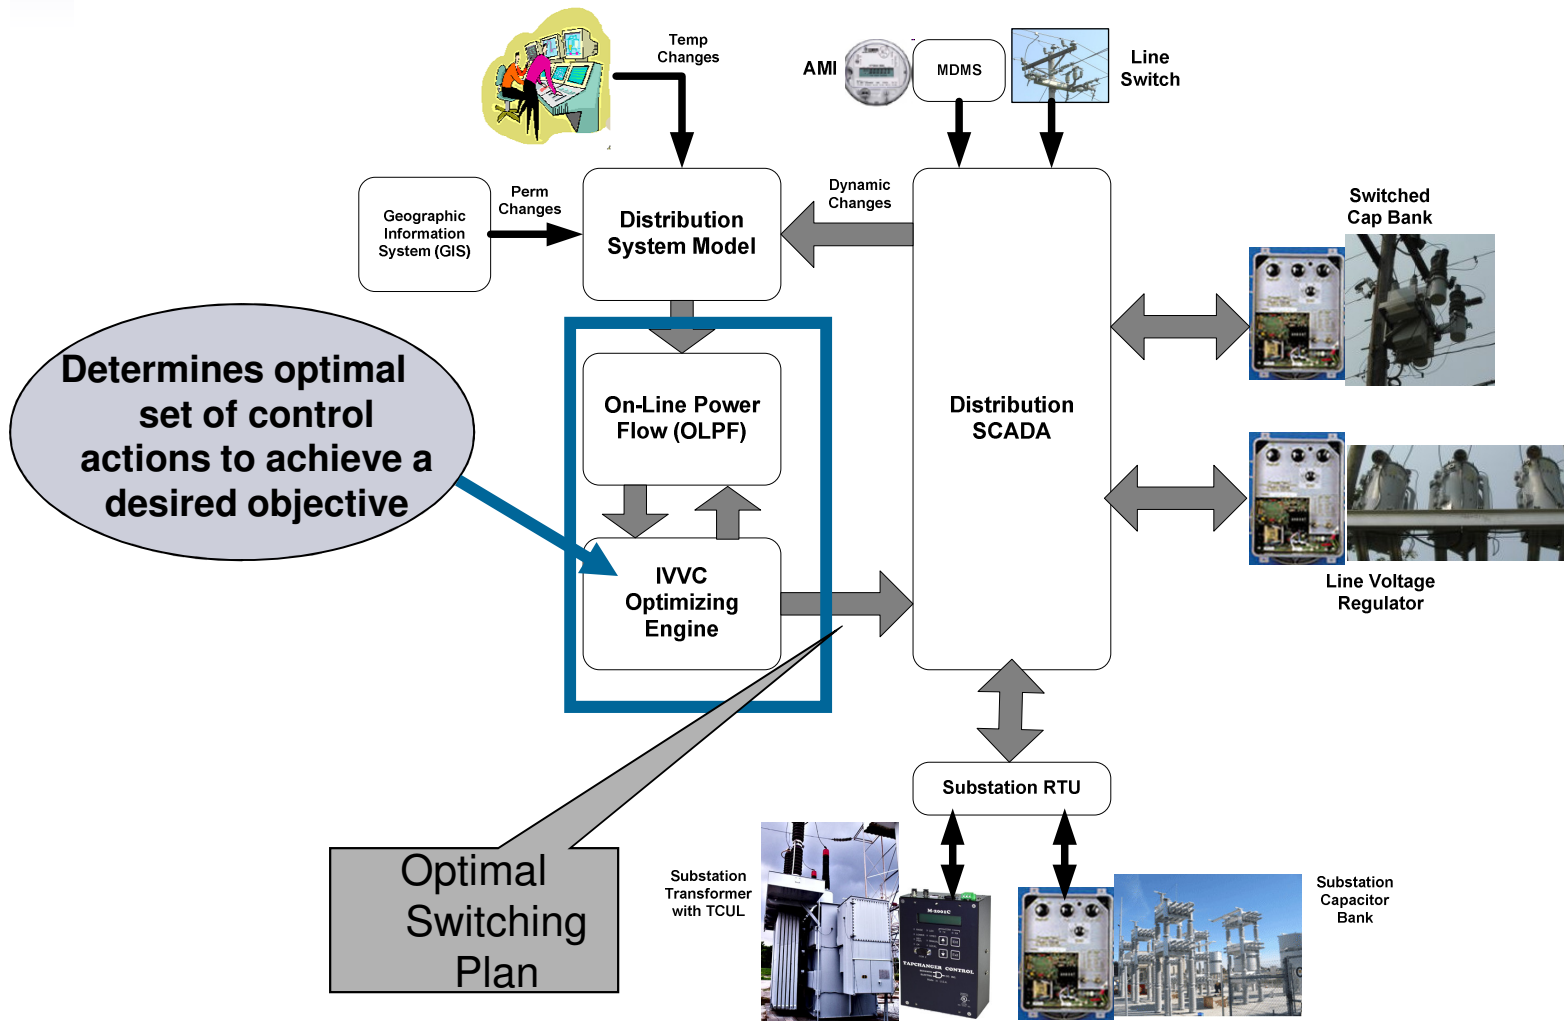 Temp
Changes
AMI
MDMS
Line
Switch
Geographic
Information
System (GIS)
Perm
Changes
Distribution
System Model
Dynamic
Changes
Switched
Cap Bank
Determines optimal
set of control
actions to achieve a
desired objective
On-Line Power
Flow (OLPF)
Distribution
SCADA
IVVC
Optimizing
Engine
Line Voltage
Regulator
Substation RTU
Optimal
Switching
Plan
Substation
Transformer
with TCUL
M-2001C
TAPCHANGER CONTROL
Substation
Capacitor
Bank